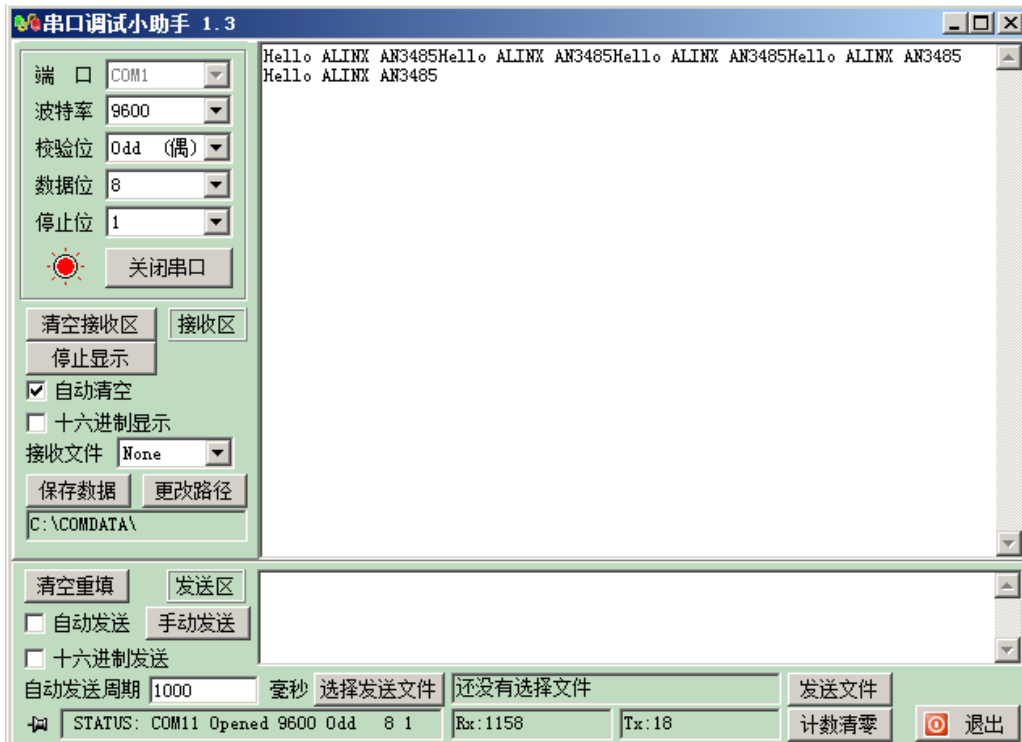 串口调试小助手 1.3
端 口 COM1
波特率 9600
校验位 Odd (偶)
数据位 8
停止位 1
关闭串口
清空接收区 接收区
停止显示
自动清空
十六进制显示
接收文件 None
保存数据 更改路径
C:\COMDATA\
Hello ALINX AN3485Hello ALINX AN3485Hello ALINX AN3485Hello ALINX AN3485
Hello ALINX AN3485
清空重填 发送区
自动发送 手动发送
十六进制发送
自动发送周期 1000 毫秒 选择发送文件 还没有选择文件 发送文件
STATUS: COM11 Opened 9600 Odd 8 1 Rx:1158 Tx:18 计数清零 退出